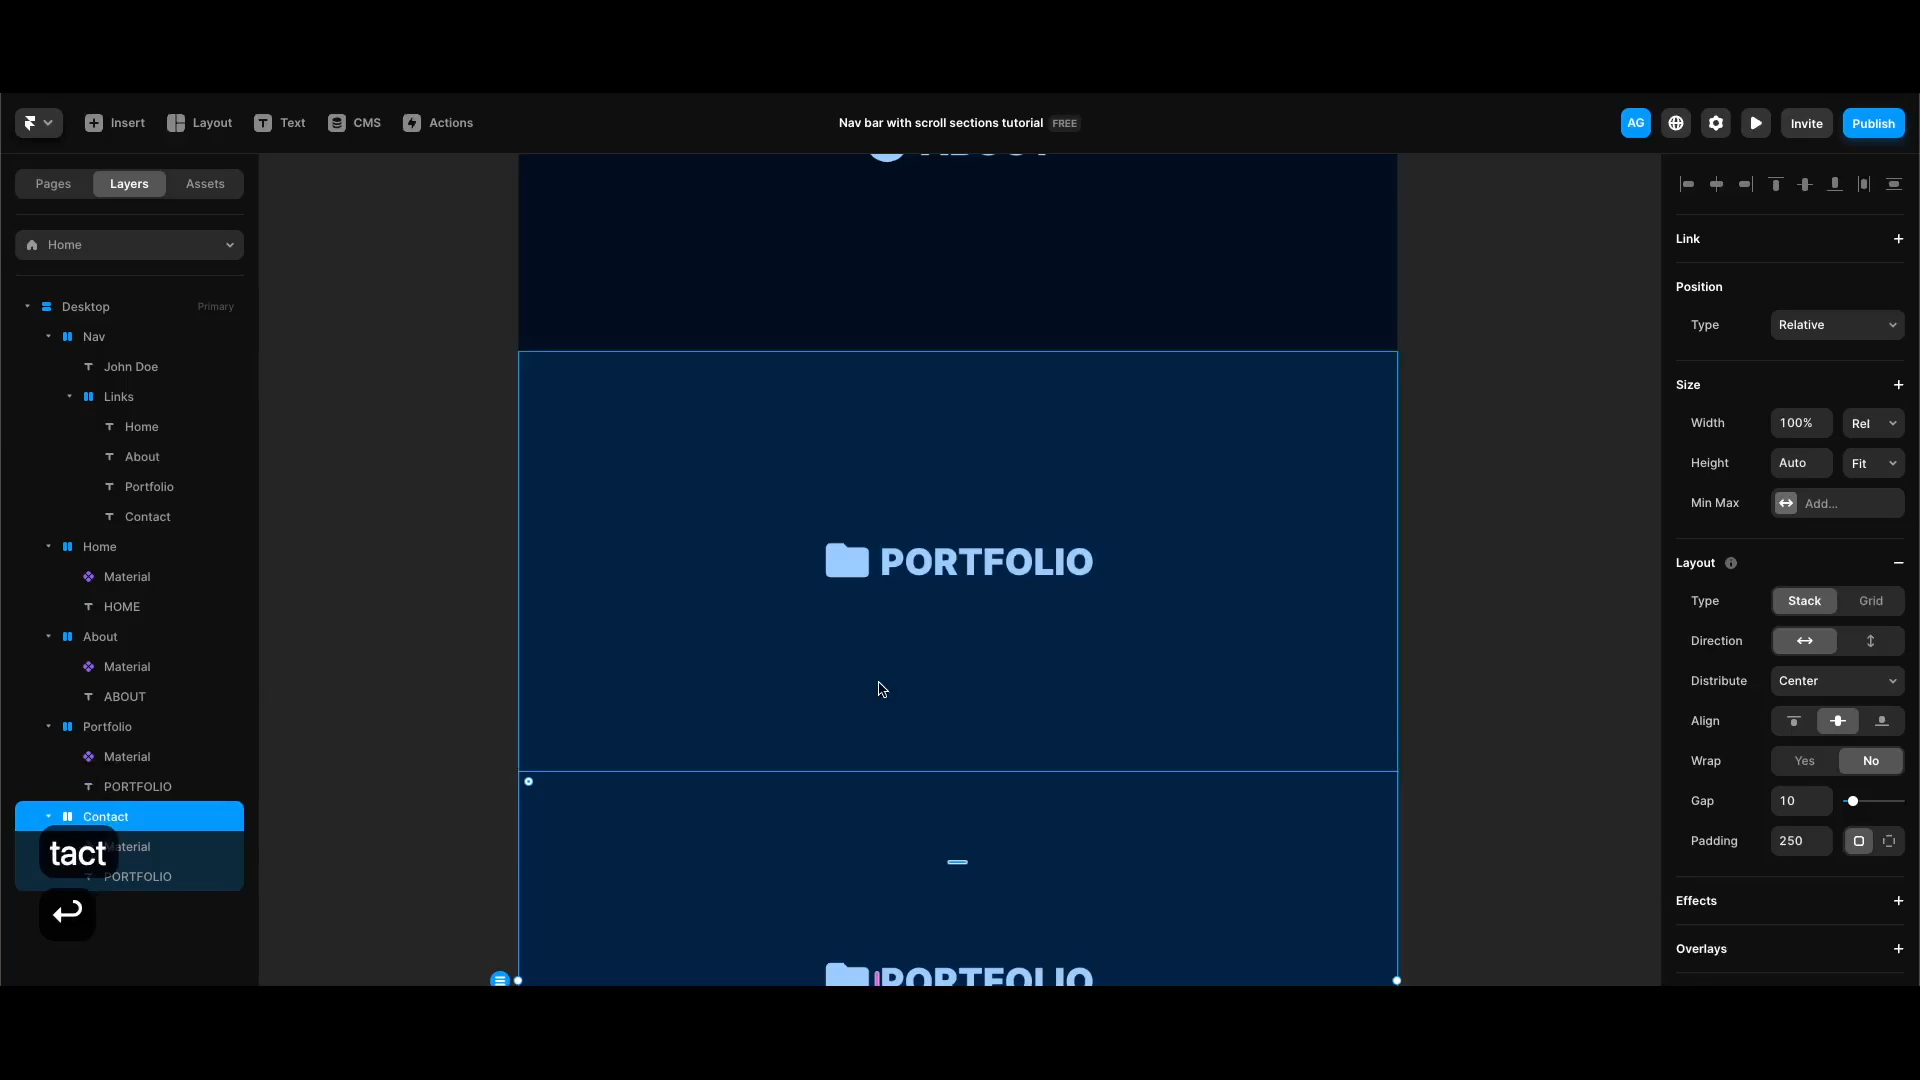 Insert
Layout
Text
CMS
Actions
Nav bar with scroll sections tutorial FREE
AG
Invite
Publish
Pages
Layers
Assets
Home
Desktop
Primary
Nav
John Doe
Links
Home
About
Portfolio
Contact
Home
Material
HOME
About
Material
ABOUT
Portfolio
Material
PORTFOLIO
Contact
tact
aterial
PORTFOLIO
ABOUT
PORTFOLIO
PORTFOLIO
Link
Position
Type
Relative
Size
Width
100%
Rel
Height
Auto
Fit
Min Max
Add...
Layout
Type
Stack
Grid
Direction
Distribute
Center
Align
Wrap
Yes
No
Gap
10
Padding
250
Effects
Overlays